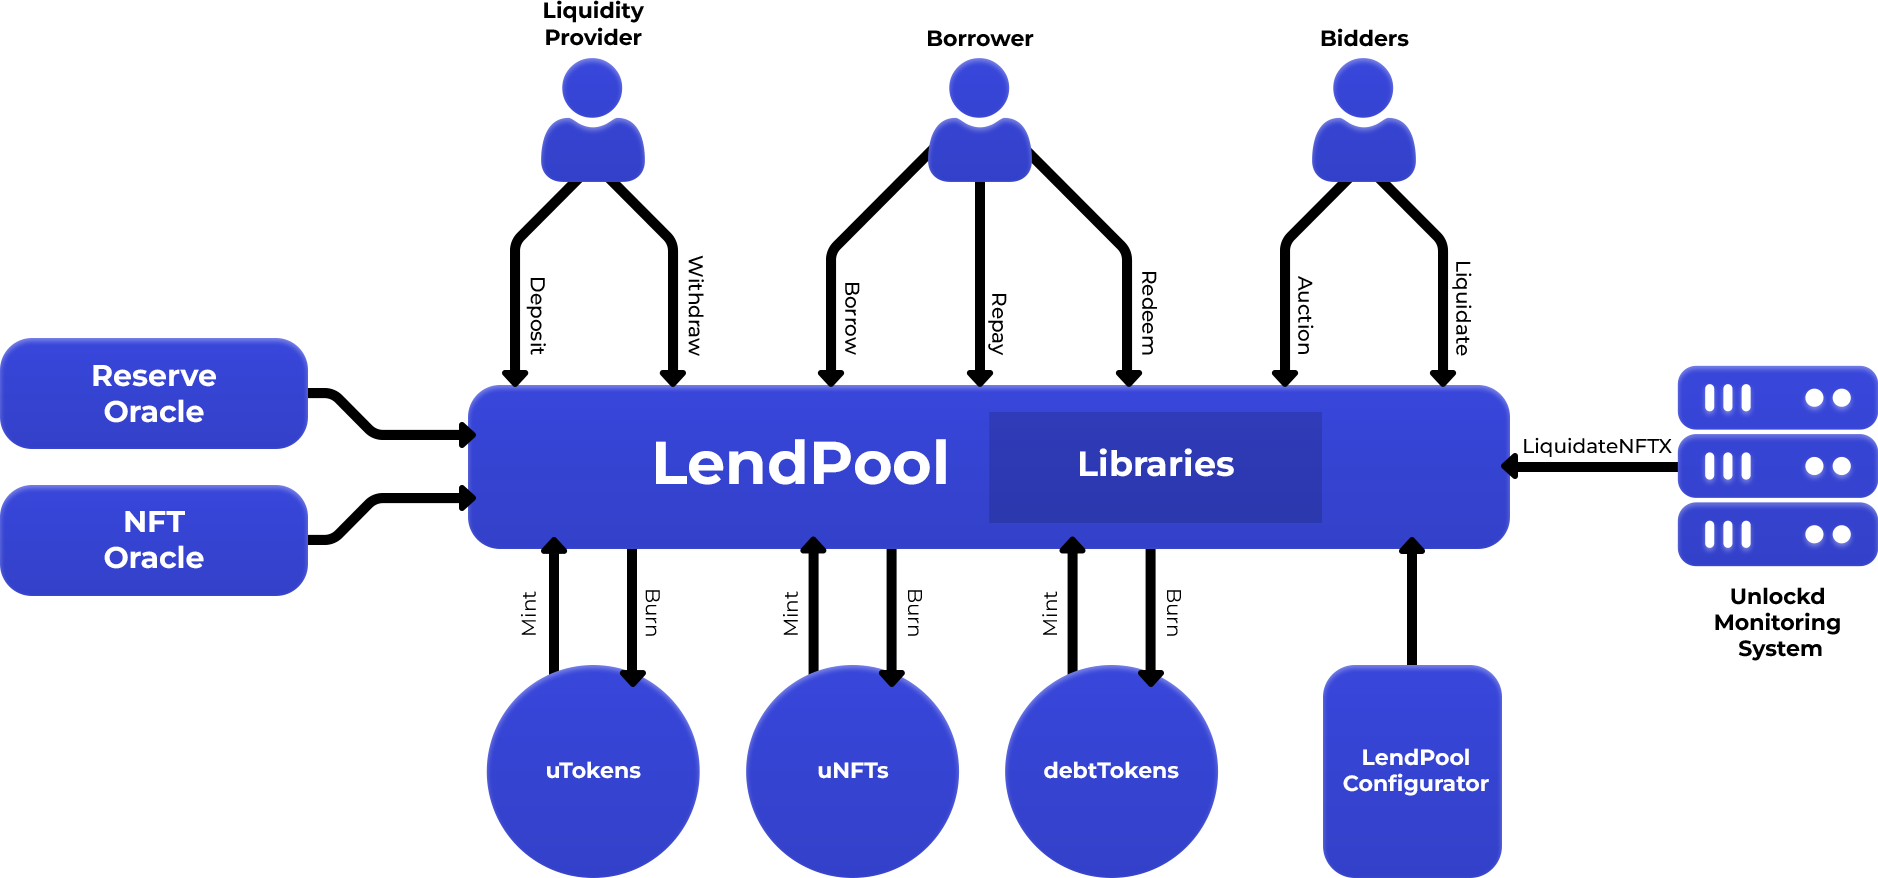 Liquidity
Provider
Borrower
Bidders
Deposit
Withdraw
Borrow
Repay
Redeem
Auction
Liquidate
Reserve
Oracle
NFT
Oracle
LendPool
Libraries
LiquidateNFTX
Unlockd
Monitoring
System
Mint
Burn
Mint
Burn
Mint
Burn
uTokens
uNFTs
debtTokens
LendPool
Configurator